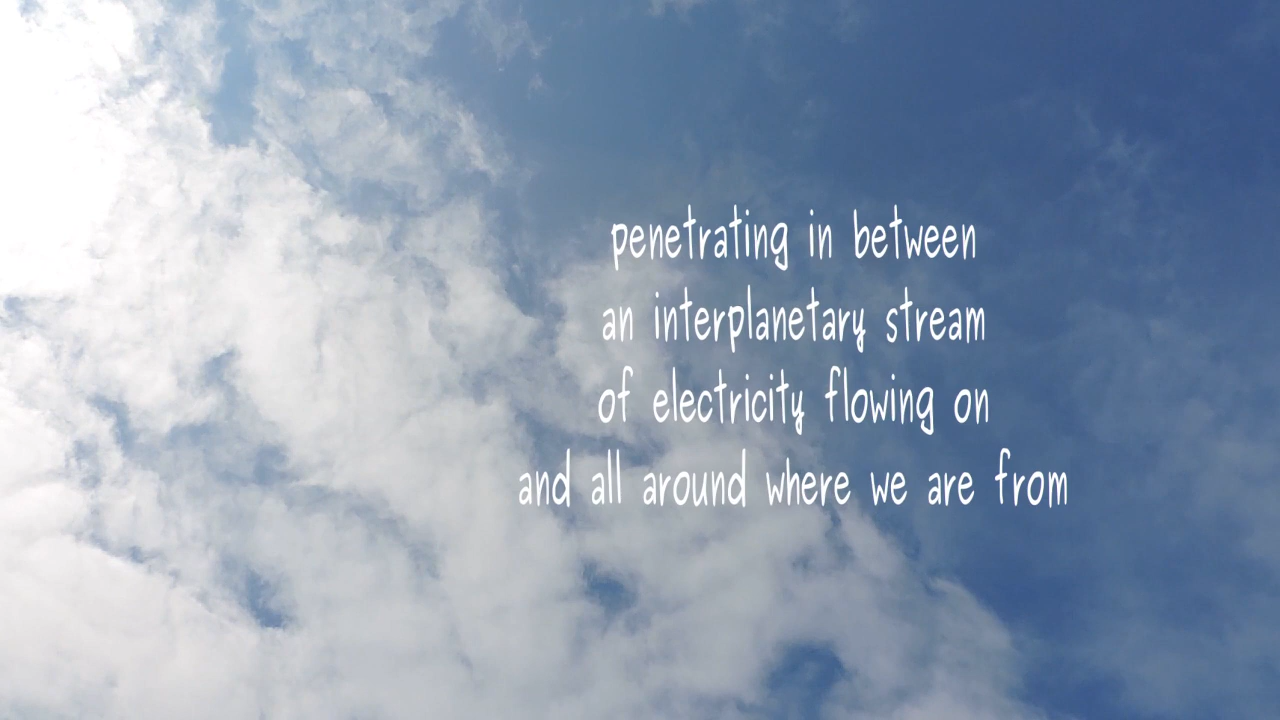 penetrating in between
an interplanetary stream
of electricity flowing on
and all around where we are from